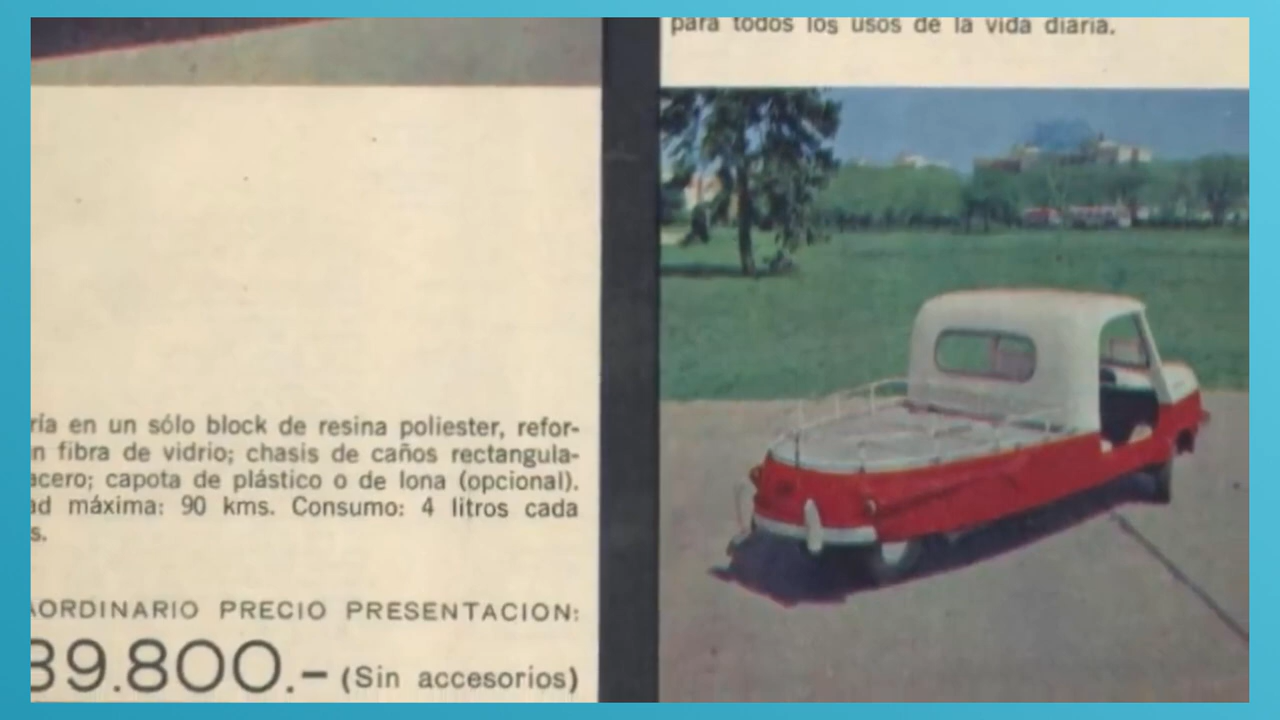 para todos los usos de la vida diaria.
ría en un sólo block de resina poliester, refor-
n fibra de vidrio; chasis de caños rectangula-
acero; capota de plástico o de lona (opcional).
ad máxima: 90 kms. Consumo: 4 litros cada
s.
AORDINARIO PRECIO PRESENTACION:
39.800.– (Sin accesorios)